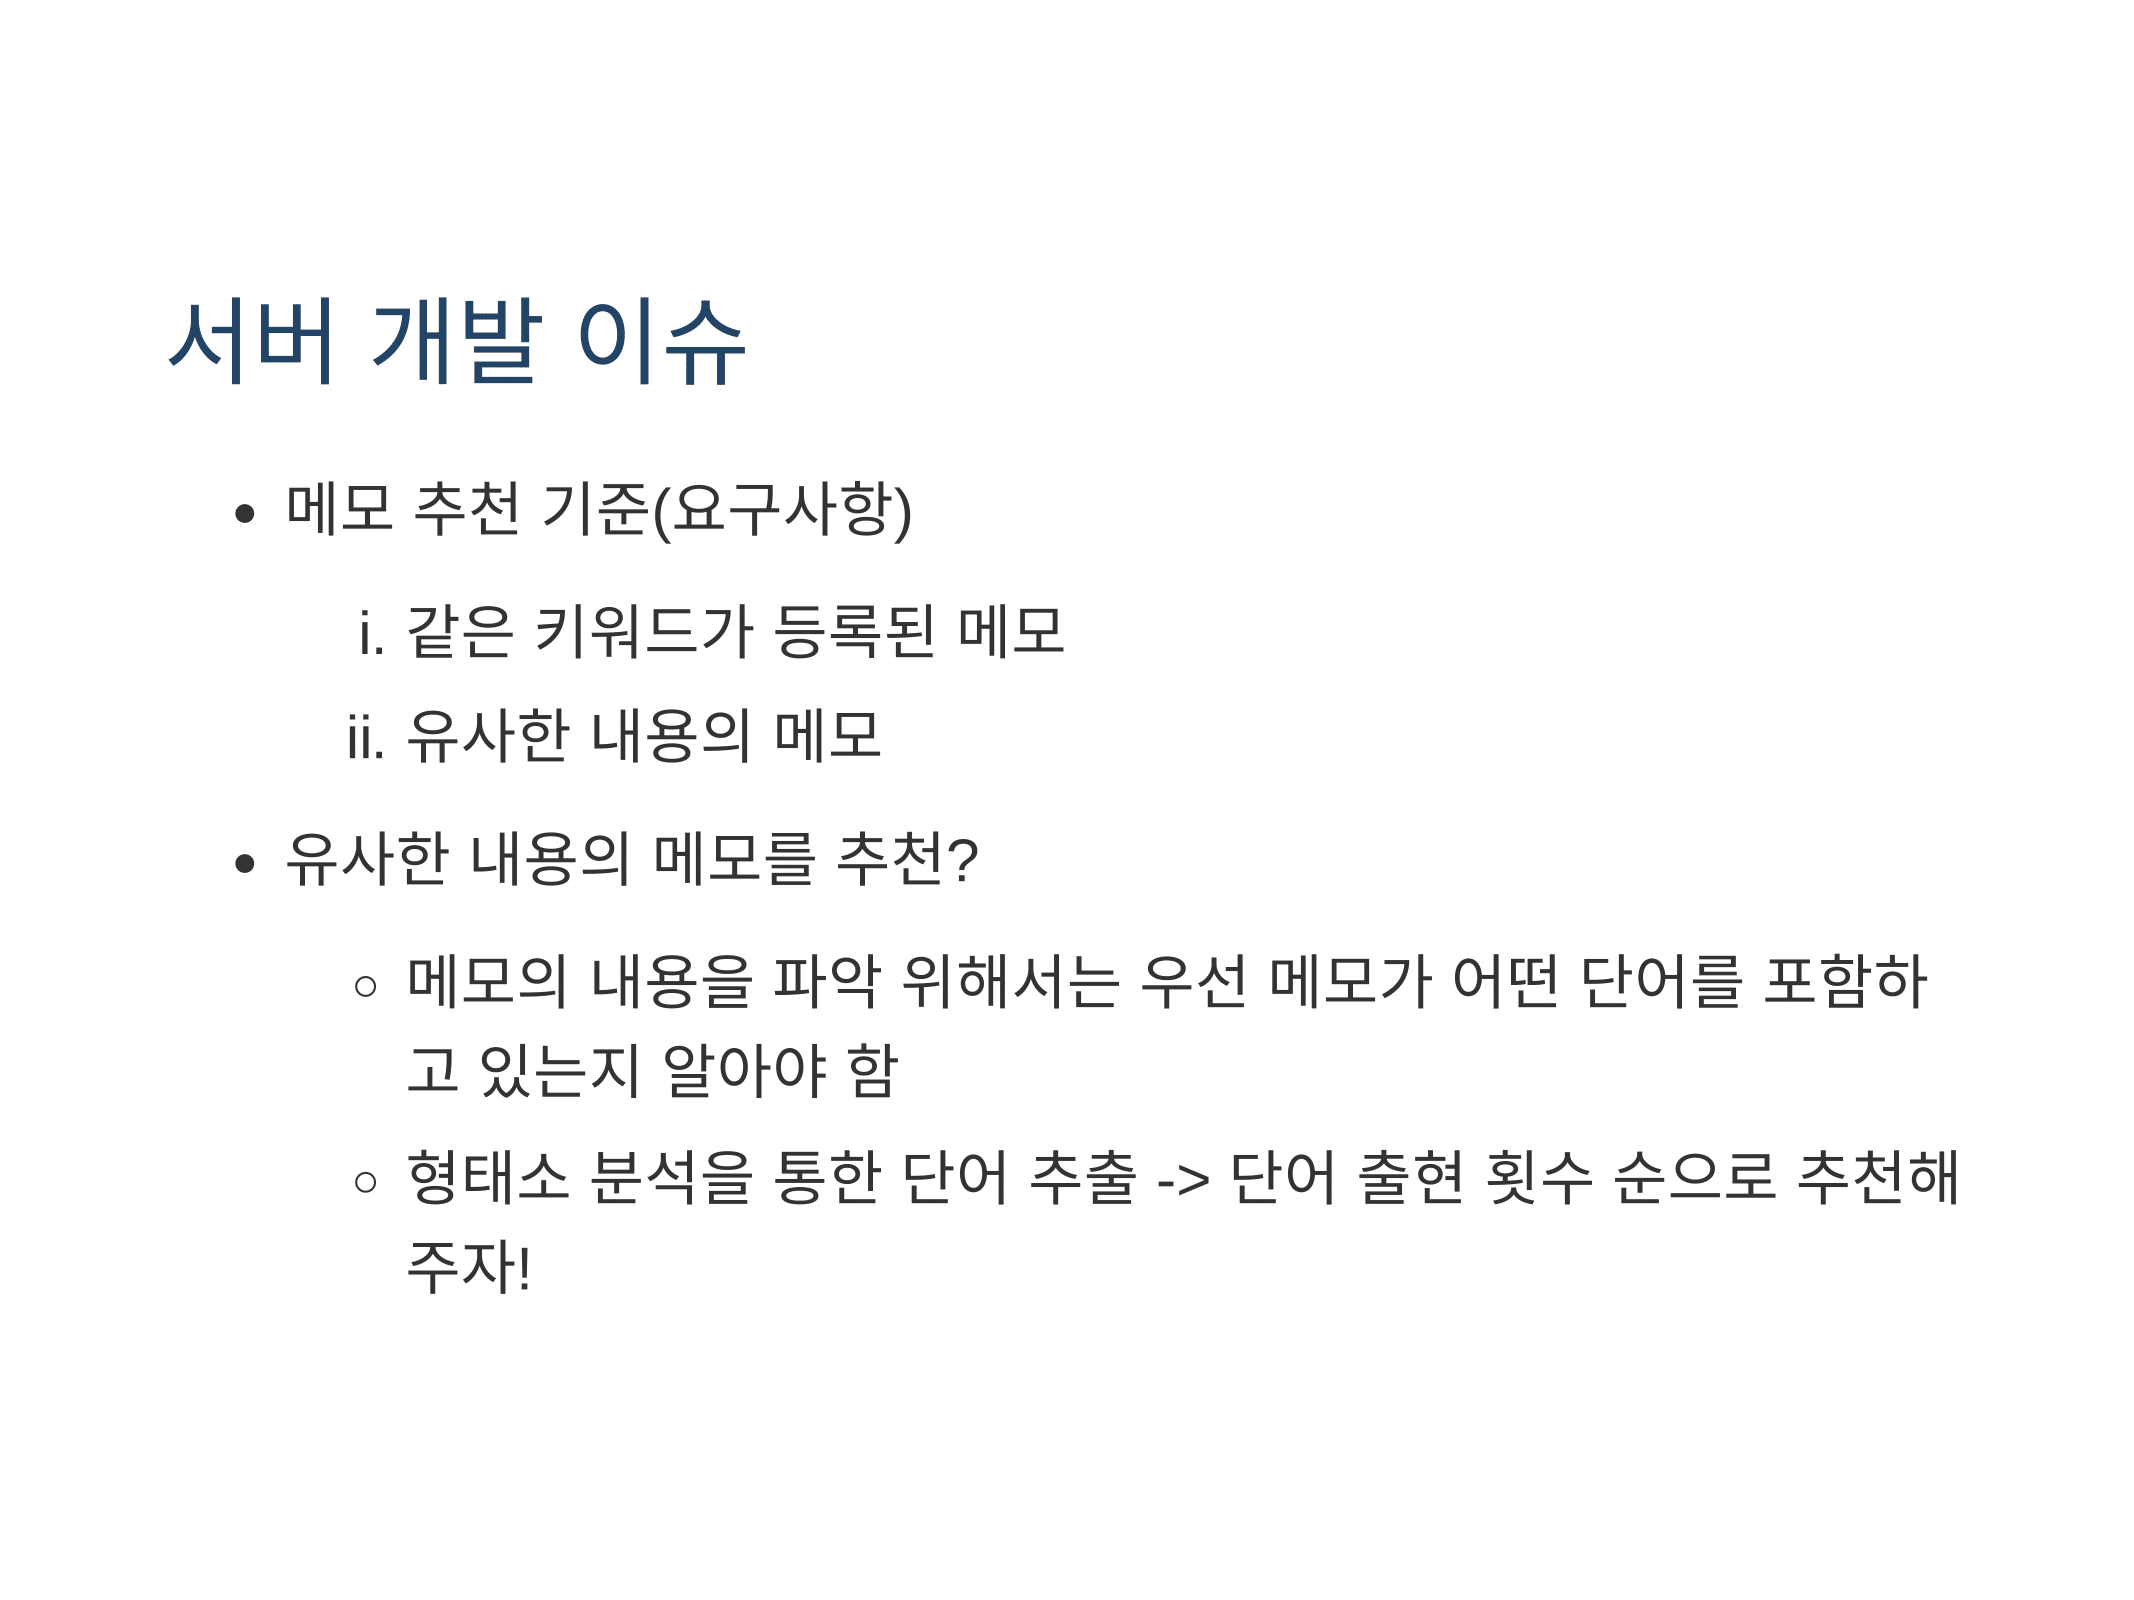 서버 개발 이슈
• 메모 추천 기준(요구사항)
i. 같은 키워드가 등록된 메모
ii. 유사한 내용의 메모
• 유사한 내용의 메모를 추천?
○ 메모의 내용을 파악 위해서는 우선 메모가 어떤 단어를 포함하
고 있는지 알아야 함
○ 형태소 분석을 통한 단어 추출 -> 단어 출현 횟수 순으로 추천해
주자!